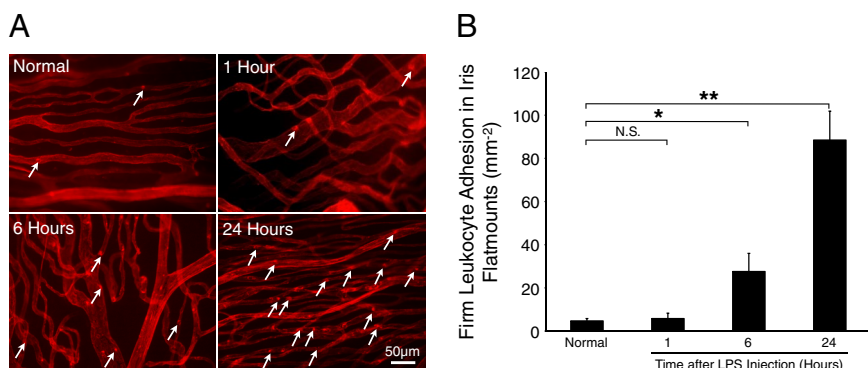 A
Normal
1 Hour
6 Hours
24 Hours
50μm
B
Firm Leukocyte Adhesion in Iris
Flatmounts (mm-2)
120
100
80
60
40
20
0
**
*
N.S.
Normal
1
6
24
Time after LPS Injection (Hours)